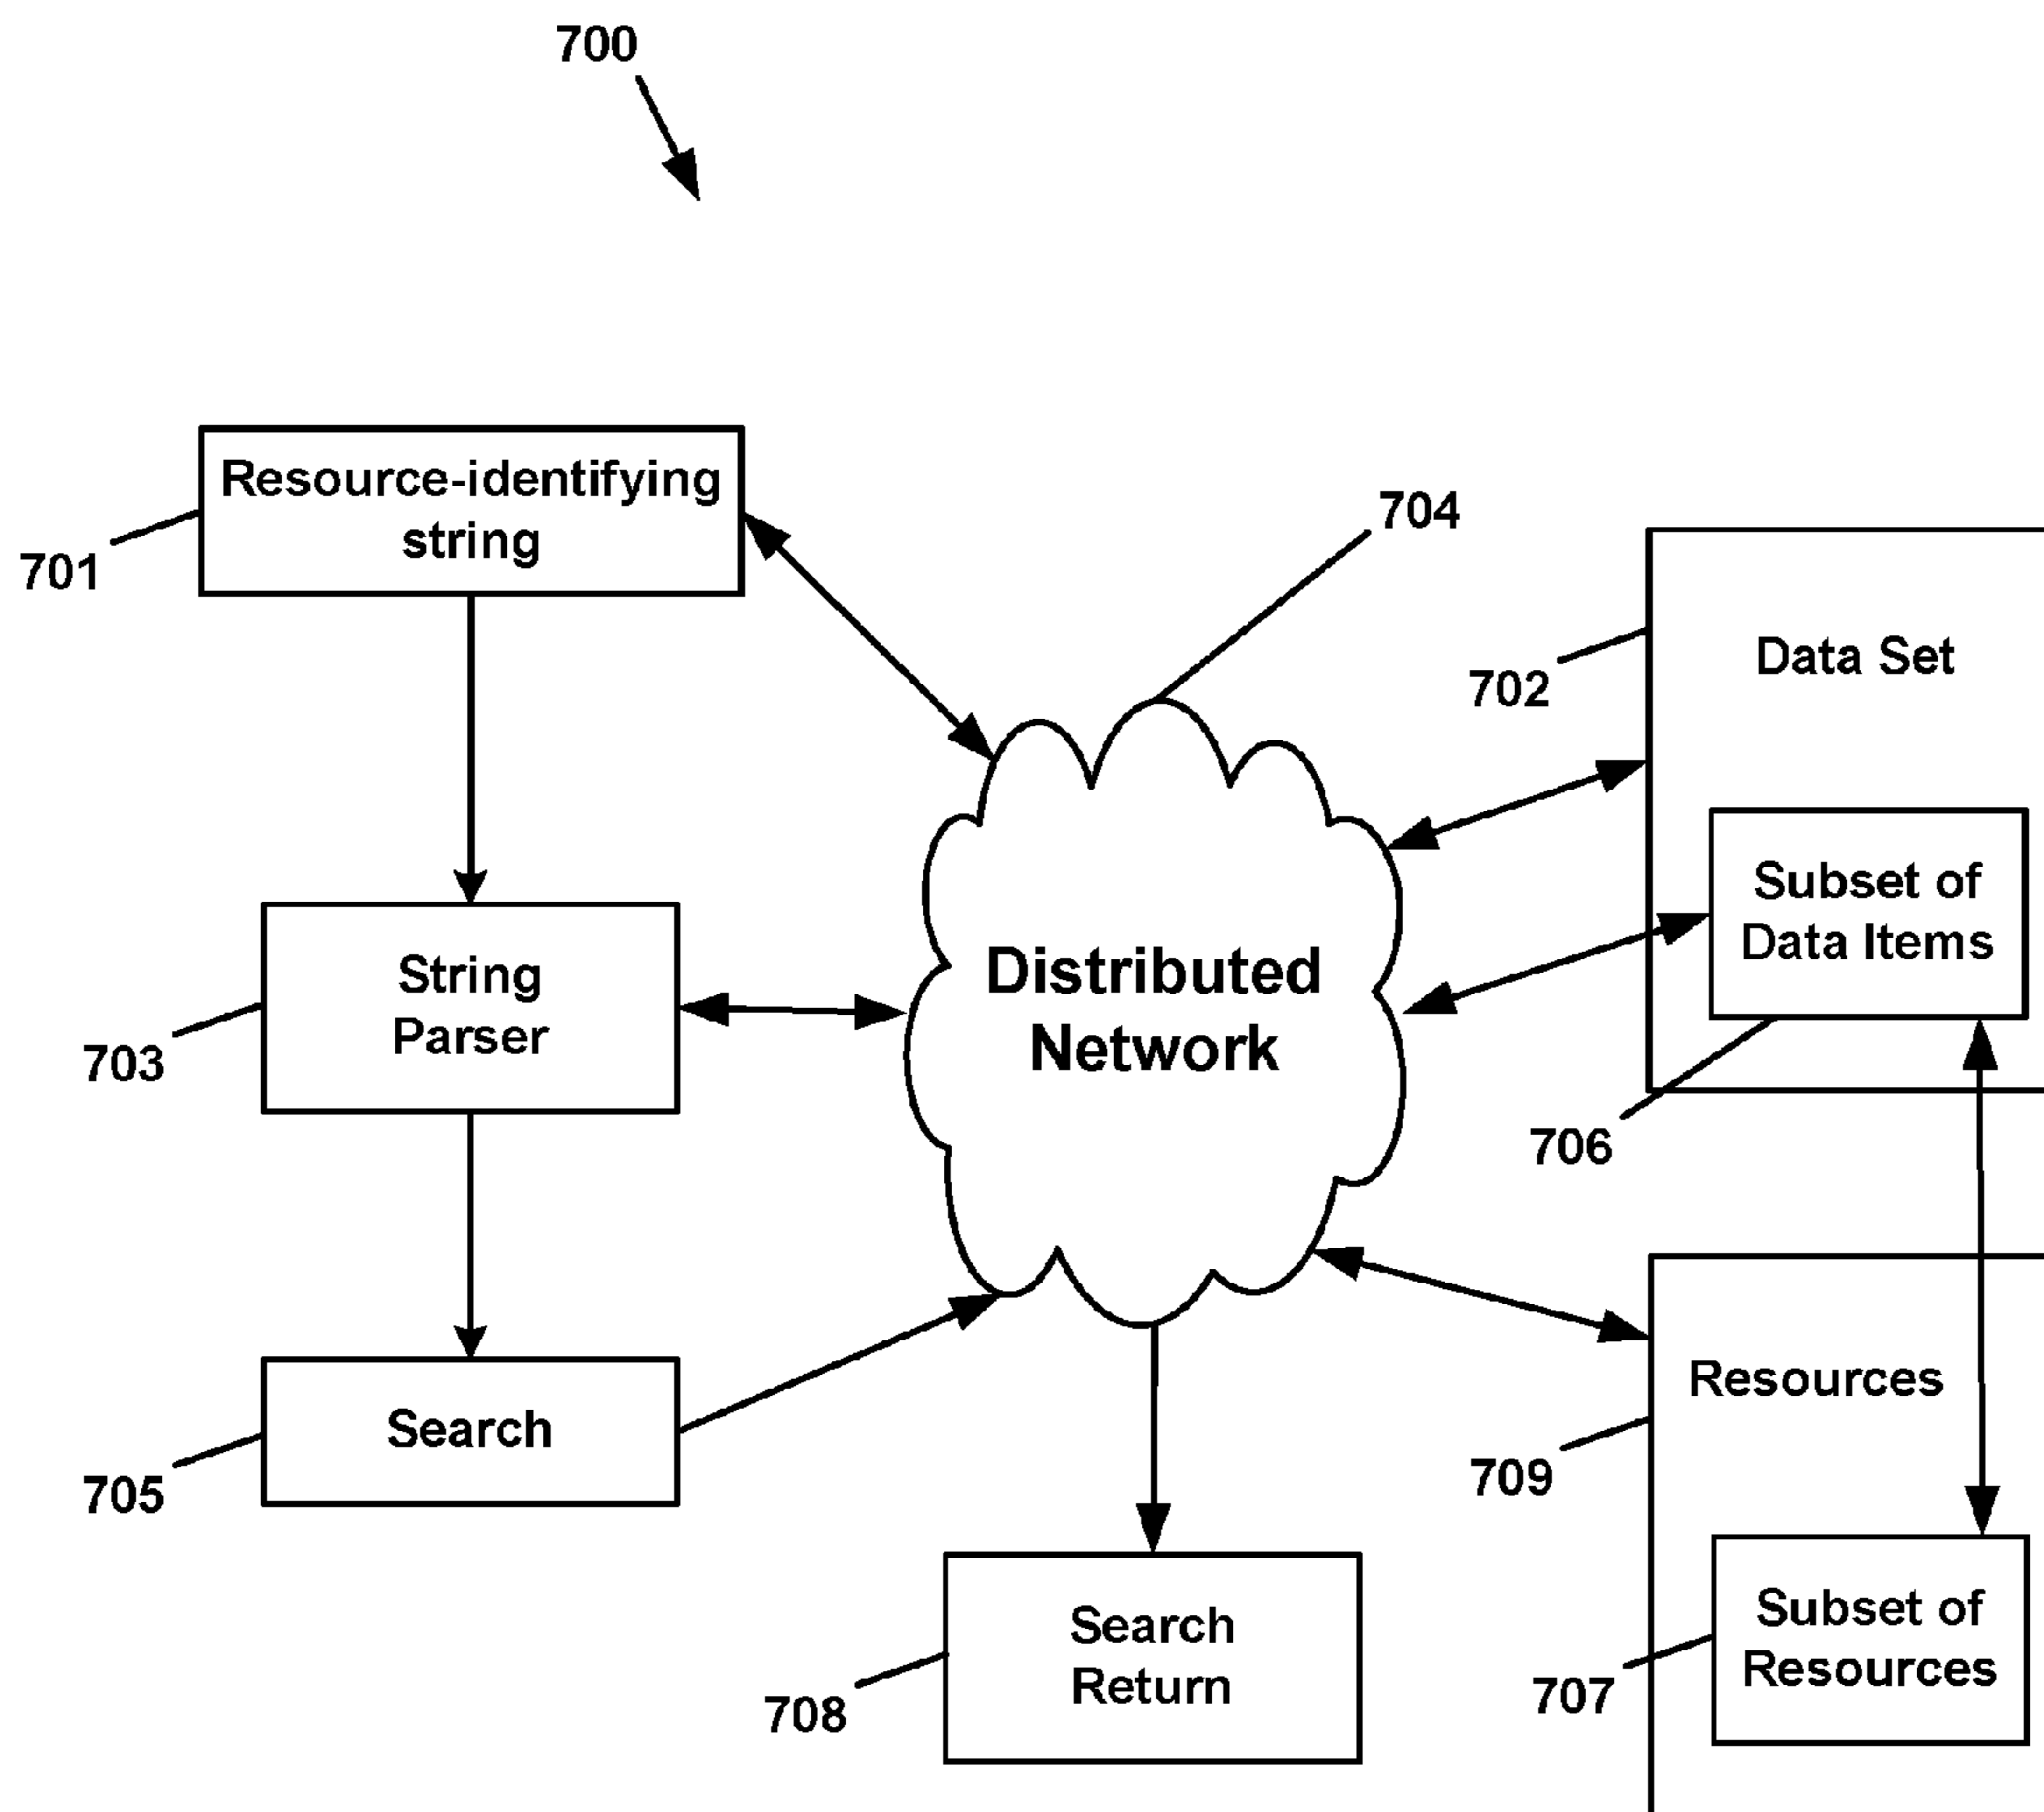 700
Resource-identifying
string
701
704
Data Set
702
Subset of
Data Items
String
Parser
703
Distributed
Network
706
Search
705
Resources
709
Search
Return
708
Subset of
Resources
707